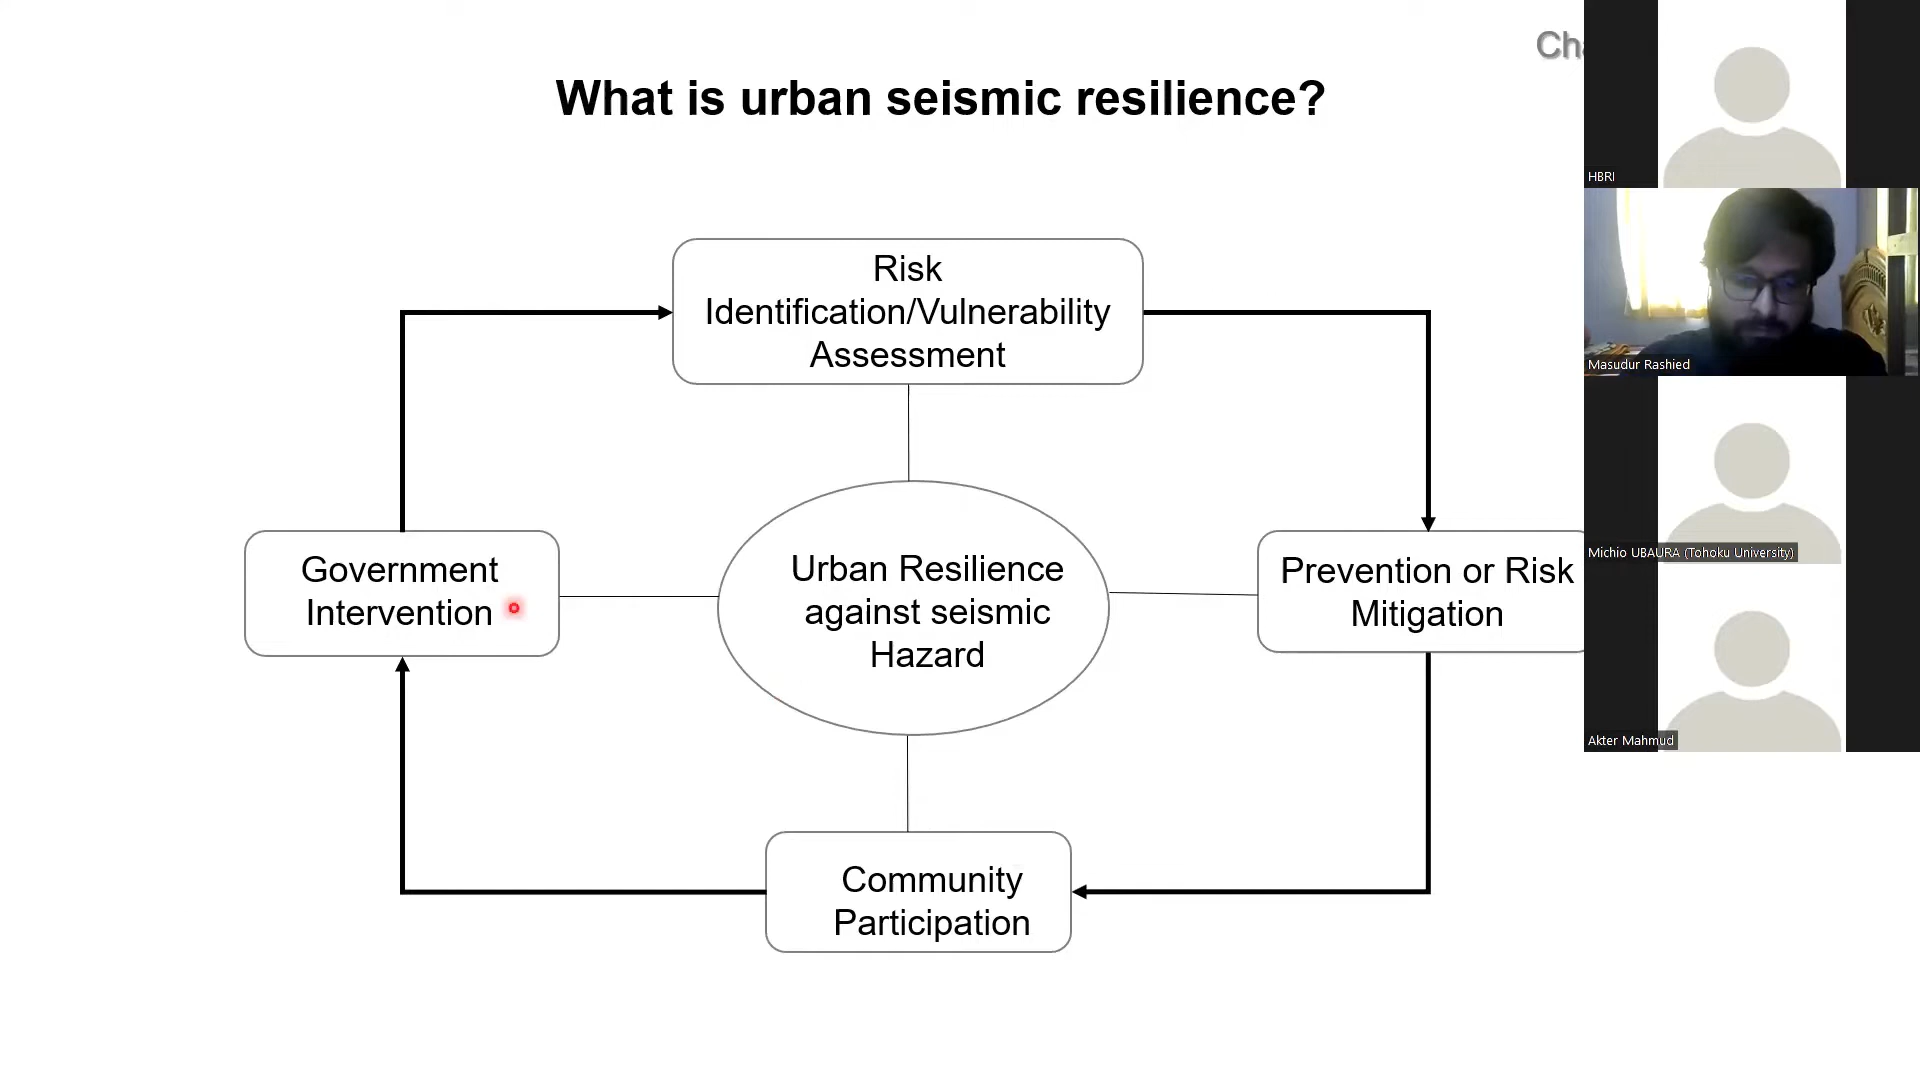 What is urban seismic resilience?
Risk
Identification/Vulnerability
Assessment
Government
Intervention
Urban Resilience
against seismic
Hazard
Prevention or Risk
Mitigation
Community
Participation
HBRI
Masudur Rashied
Michio UBAURA (Tohoku University)
Akter Mahmud